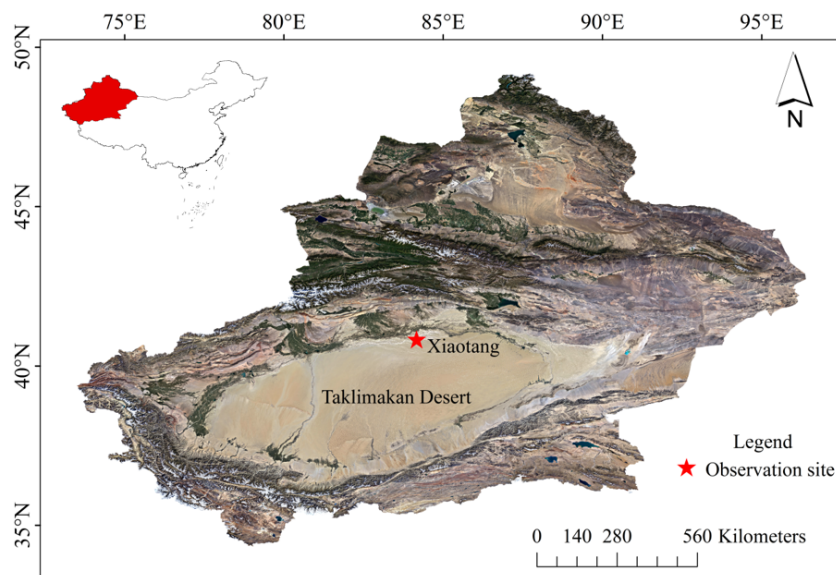 75°E 80°E 85°E 90°E 95°E
50°N
45°N
40°N
35°N
N
Xiaotang
Taklimakan Desert
Legend
Observation site
0 140 280 560 Kilometers